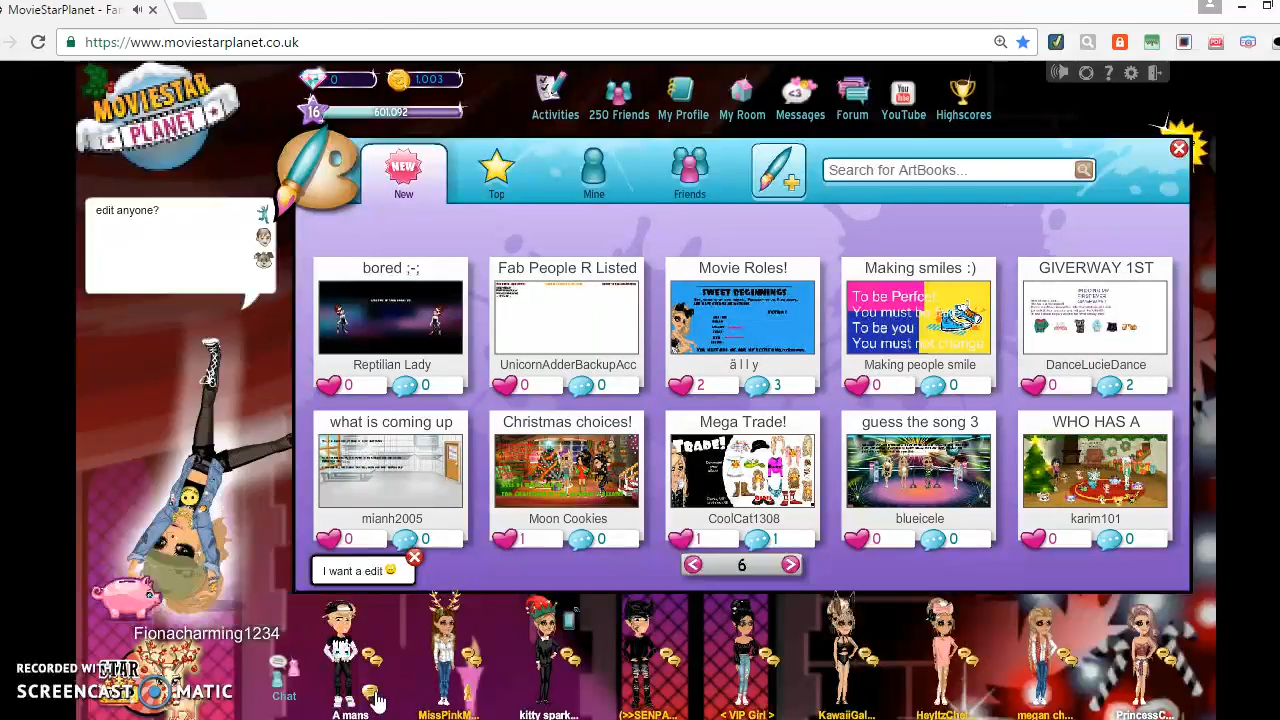 MovieStarPlanet - Far
https://www.moviestarplanet.co.uk
MOVIESTAR
PLANET
0
1.003
16
601.092
Activities
250 Friends
My Profile
My Room
Messages
Forum
YouTube
Highscores
NEW
New
Top
Mine
Friends
Search for ArtBooks...
edit anyone?
bored ;-;
Fab People R Listed
Movie Roles!
Making smiles :)
GIVERWAY 1ST
SWEET BEGINNINGS
To be Perfect
You must be
To be you
You must not change
Reptilian Lady
UnicornAdderBackupAcc
ä l l y
Making people smile
DanceLucieDance
0 0
0 0
2 3
0 0
0 2
what is coming up
Christmas choices!
Mega Trade!
guess the song 3
WHO HAS A
TRADE!
mianh2005
Moon Cookies
CoolCat1308
blueicele
karim101
0 0
1 0
1 1
0 0
0 0
I want a edit
6
Fionacharming1234
RECORDED WITH
SCREENCAST MATIC
STAR
Chat
A mans
MissPinkM...
kitty spark...
(>>SENPA...
< VIP Girl >
KawaiiGal...
HeyItzChel...
megan ch...
PrincessC...